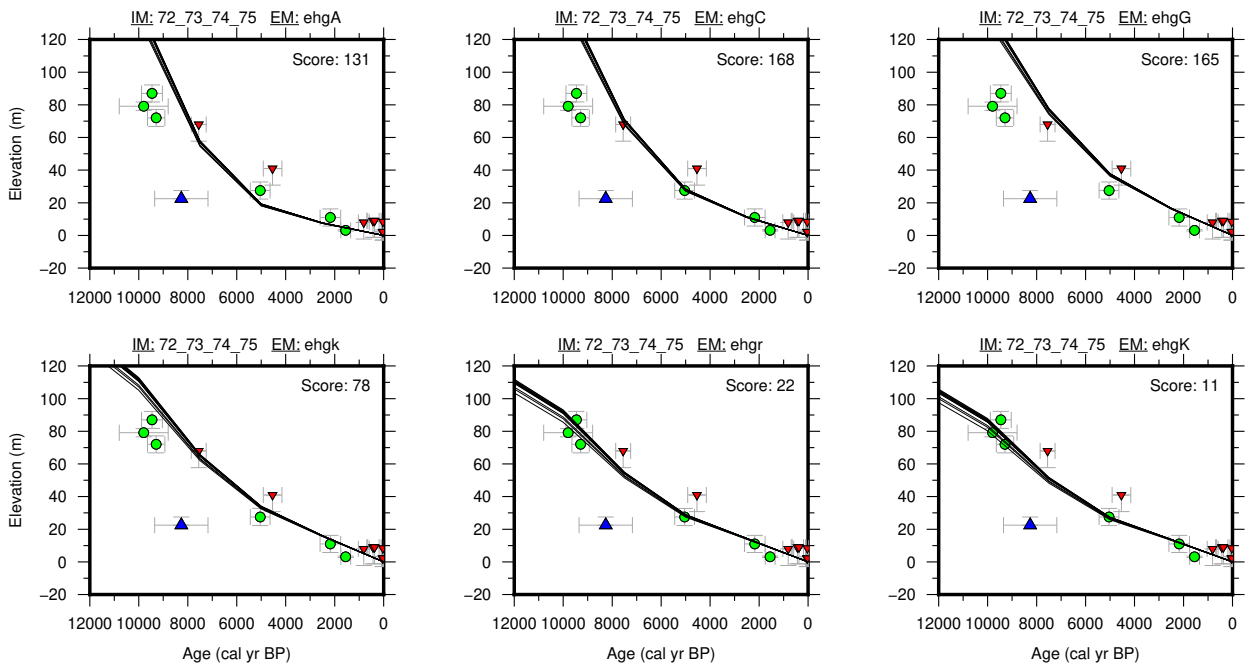 IM: 72_73_74_75 EM: ehgA
IM: 72_73_74_75 EM: ehgC
IM: 72_73_74_75 EM: ehgG
120
100
80
60
40
20
0
−20
Elevation (m)
Score: 131
12000 10000 8000 6000 4000 2000 0
120
100
80
60
40
20
0
−20
Score: 168
12000 10000 8000 6000 4000 2000 0
120
100
80
60
40
20
0
−20
Score: 165
12000 10000 8000 6000 4000 2000 0
IM: 72_73_74_75 EM: ehgk
IM: 72_73_74_75 EM: ehgr
IM: 72_73_74_75 EM: ehgK
120
100
80
60
40
20
0
−20
Elevation (m)
Score: 78
12000 10000 8000 6000 4000 2000 0
Age (cal yr BP)
120
100
80
60
40
20
0
−20
Score: 22
12000 10000 8000 6000 4000 2000 0
Age (cal yr BP)
120
100
80
60
40
20
0
−20
Score: 11
12000 10000 8000 6000 4000 2000 0
Age (cal yr BP)